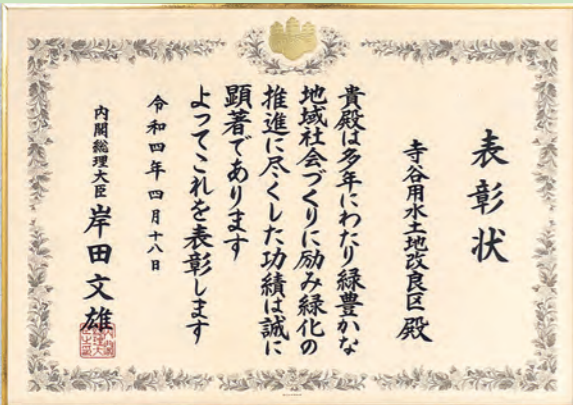 表彰状
寺谷用水土地改良区殿
貴殿は多年にわたり緑豊かな
地域社会づくりに励み緑化の
推進に尽くした功績は誠に
顕著であります
よってこれを表彰します
令和四年四月十八日
内閣総理大臣 岸田文雄